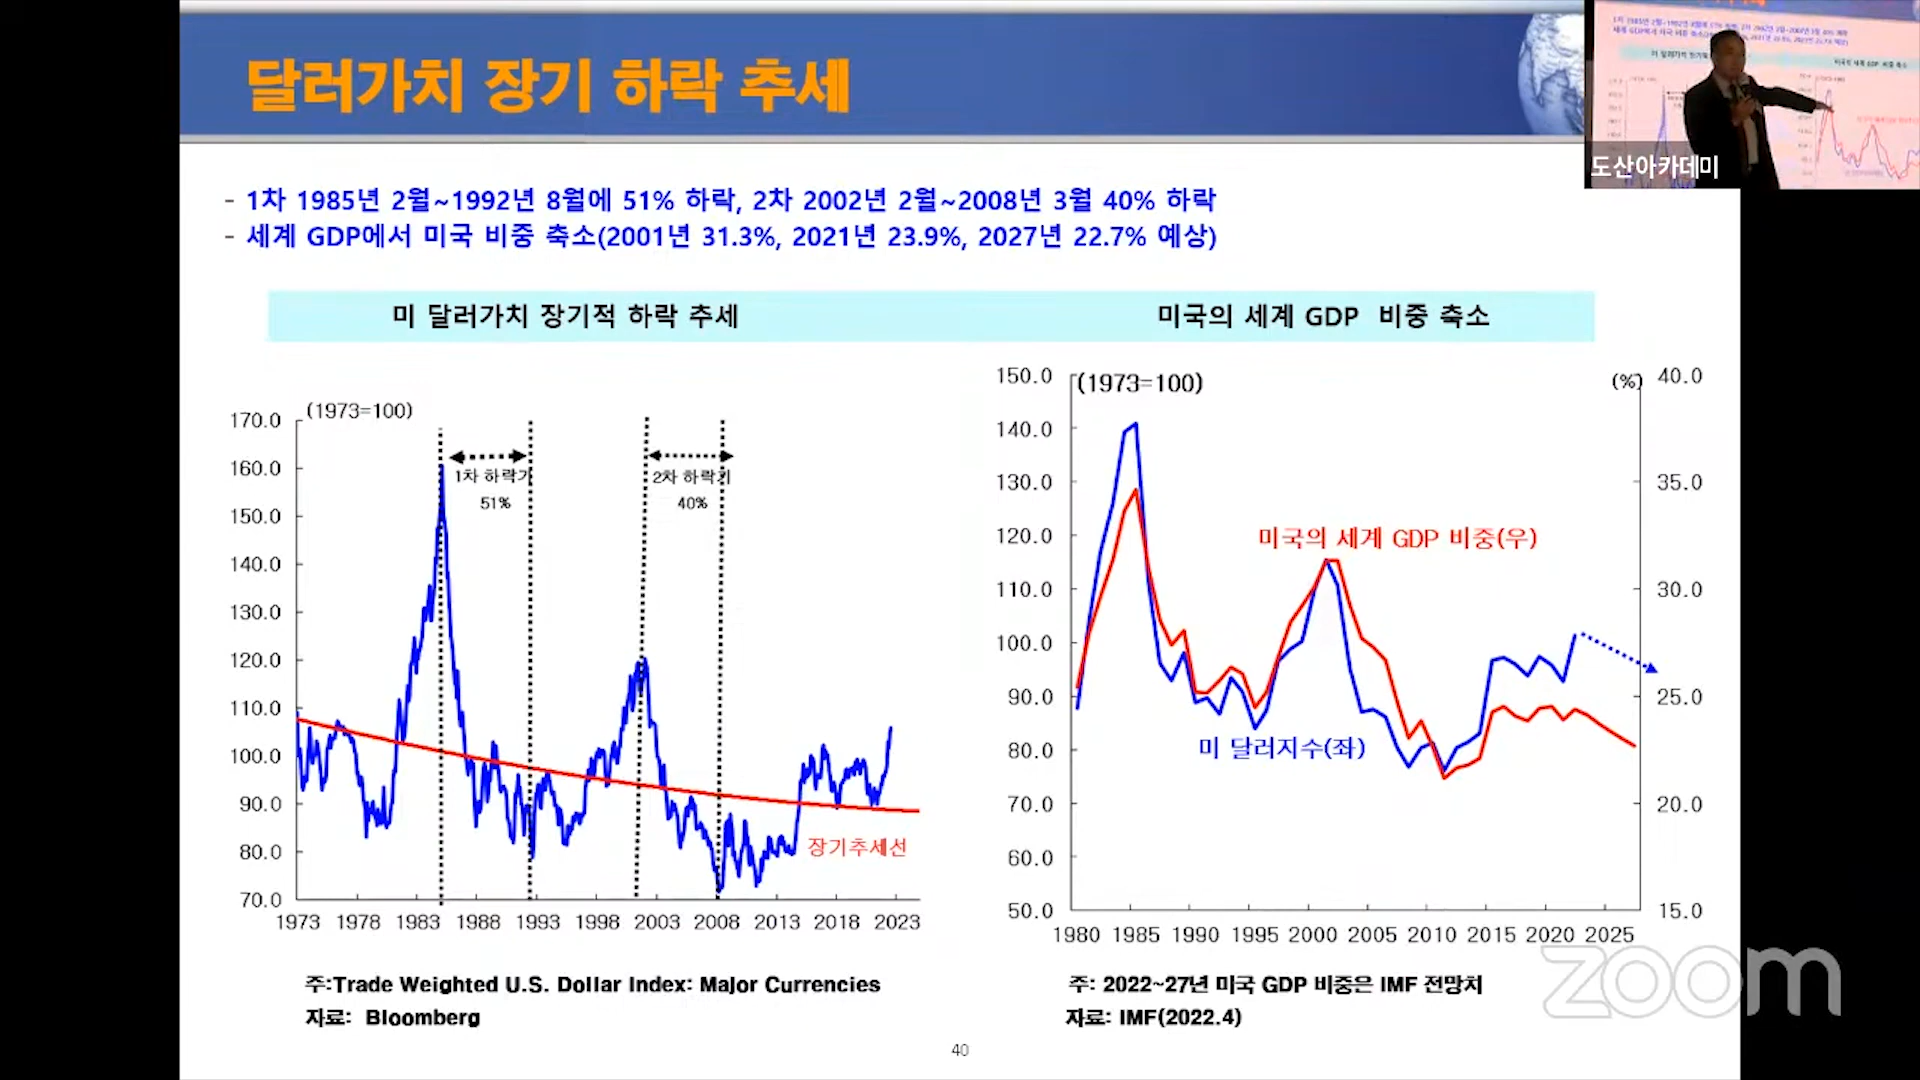 달러가치 장기 하락 추세
도산아카데미
- 1차 1985년 2월~1992년 8월에 51% 하락, 2차 2002년 2월~2008년 3월 40% 하락
- 세계 GDP에서 미국 비중 축소(2001년 31.3%, 2021년 23.9%, 2027년 22.7% 예상)
미 달러가치 장기적 하락 추세
미국의 세계 GDP 비중 축소
(1973=100)
170.0
160.0
150.0
140.0
130.0
120.0
110.0
100.0
90.0
80.0
70.0
1차 하락기
51%
2차 하락기
40%
장기추세선
1973 1978 1983 1988 1993 1998 2003 2008 2013 2018 2023
주:Trade Weighted U.S. Dollar Index: Major Currencies
자료: Bloomberg
(1973=100)
(%)
150.0
140.0
130.0
120.0
110.0
100.0
90.0
80.0
70.0
60.0
50.0
미국의 세계 GDP 비중(우)
미 달러지수(좌)
40.0
35.0
30.0
25.0
20.0
15.0
1980 1985 1990 1995 2000 2005 2010 2015 2020 2025
주: 2022~27년 미국 GDP 비중은 IMF 전망치
자료: IMF(2022.4)
zoom
40